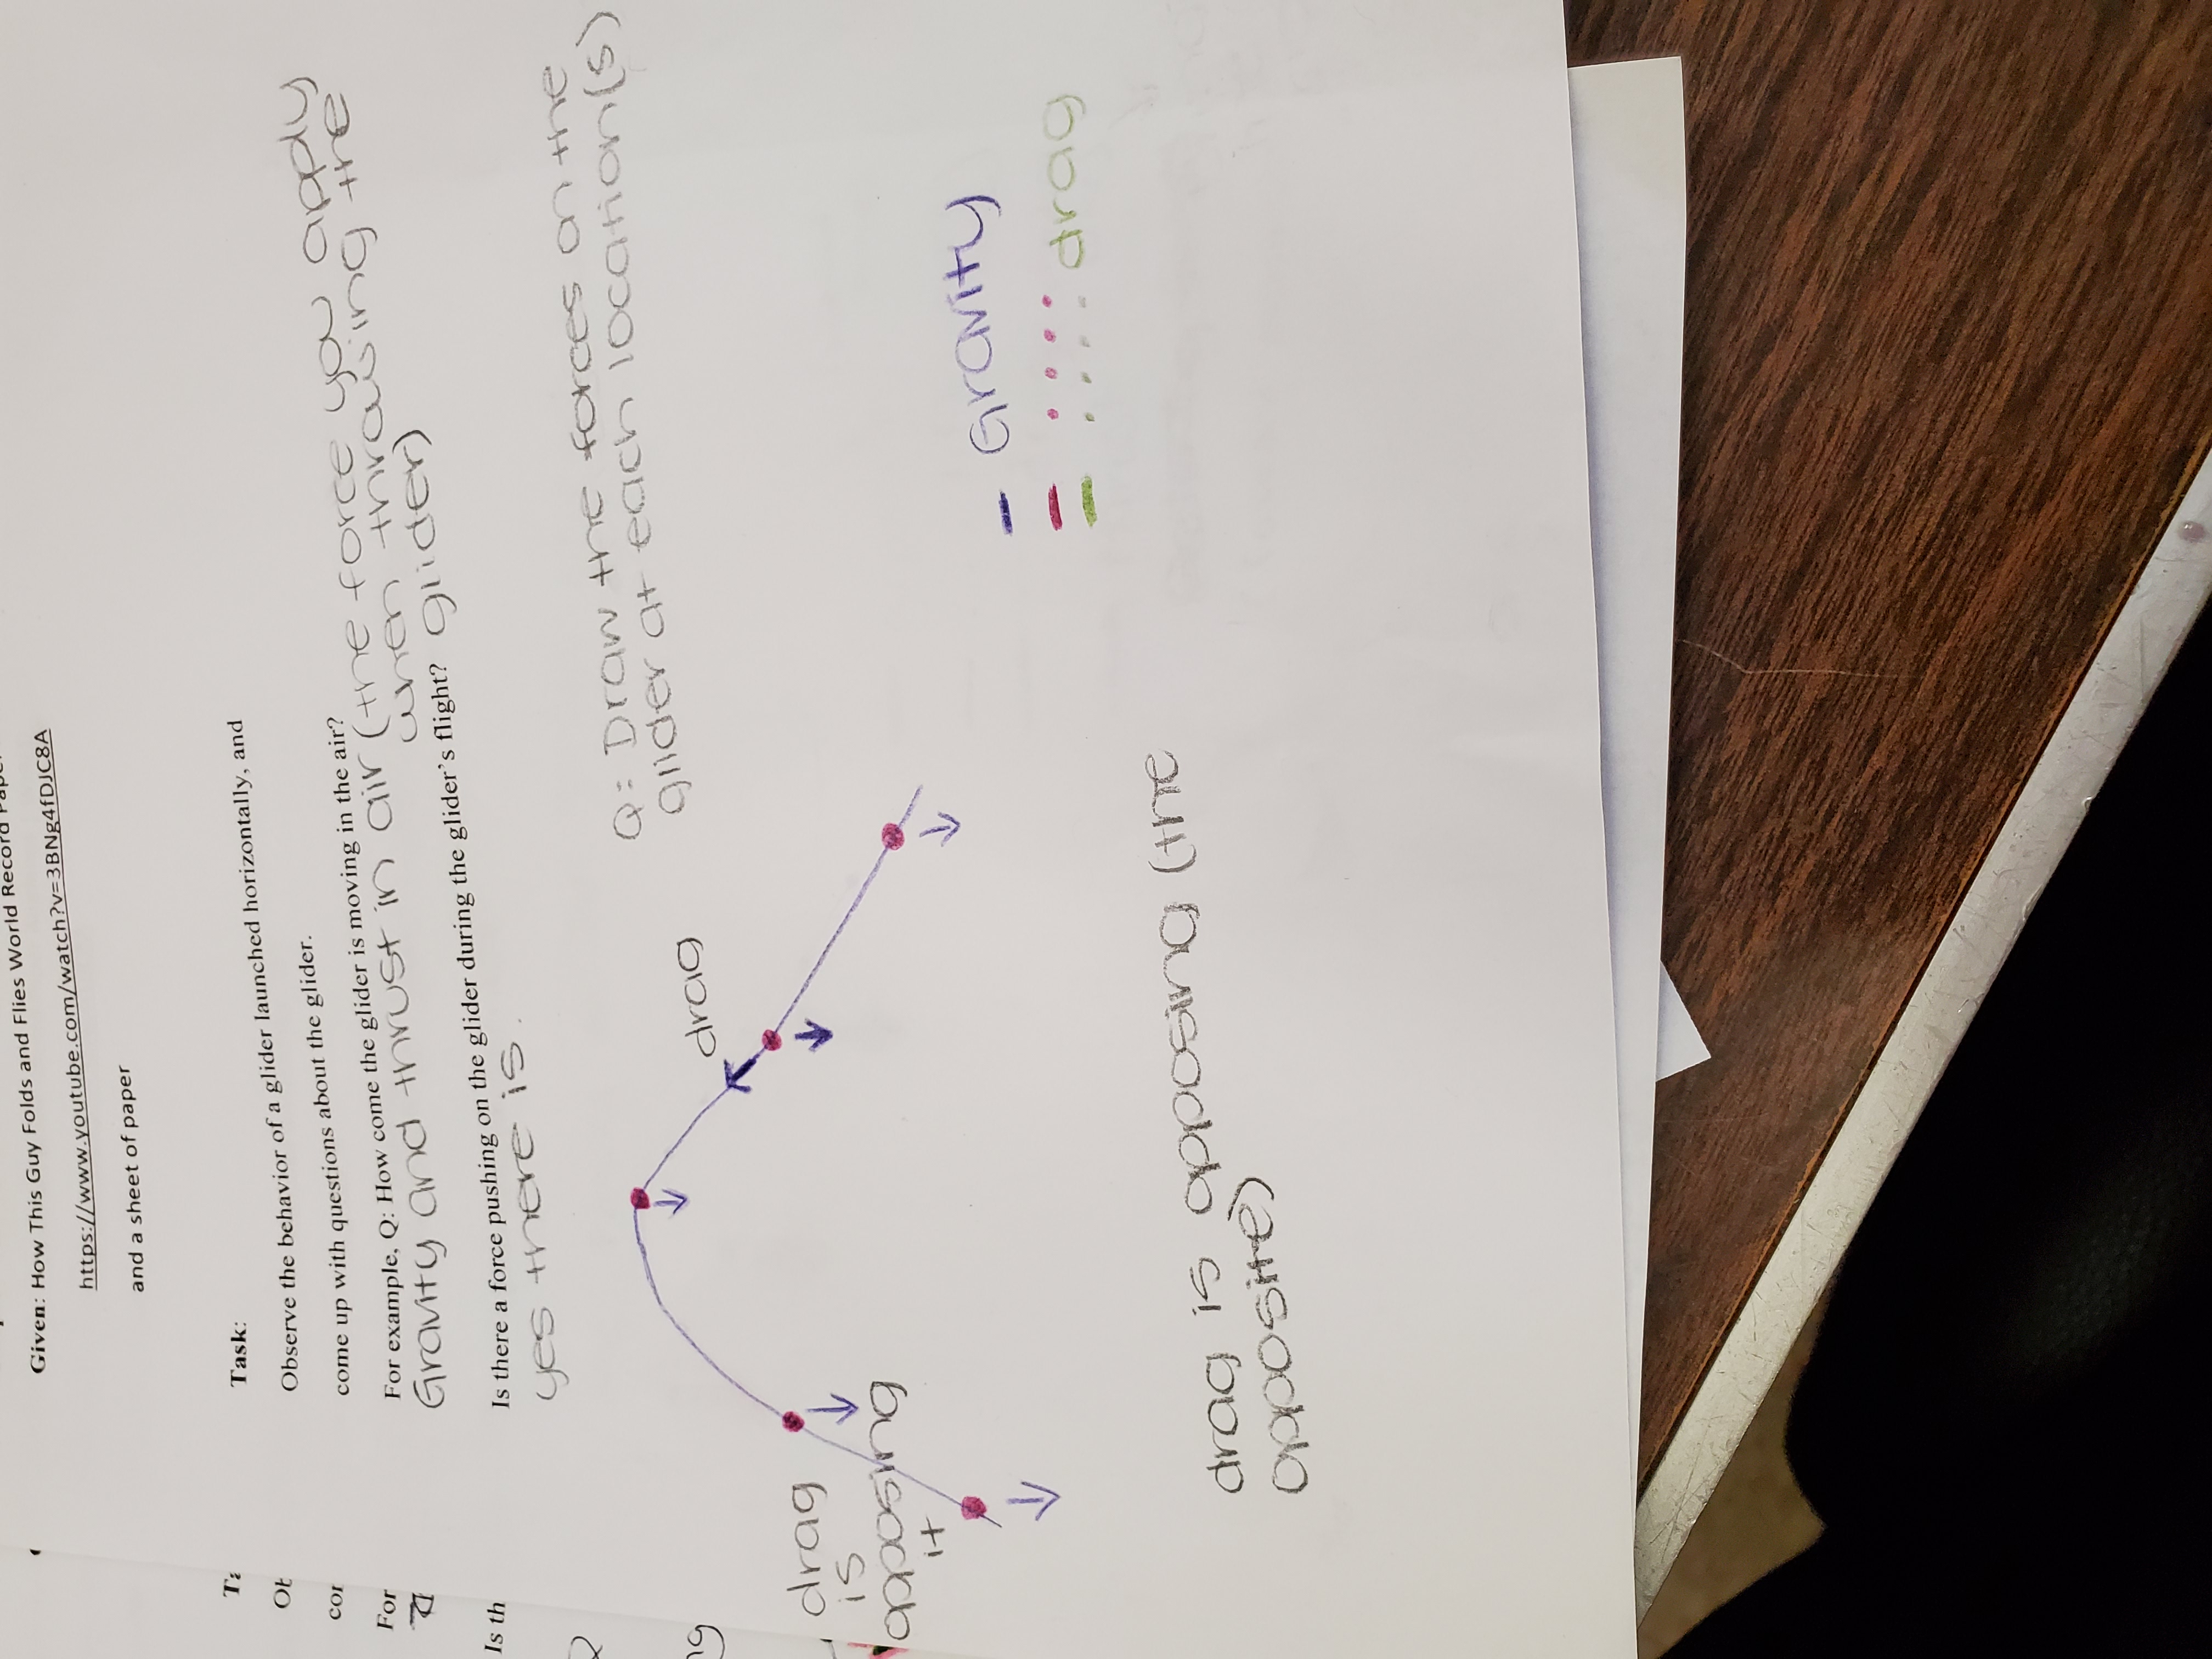 Given: How This Guy Folds and Flies World Record
https://www.youtube.com/watch?v=3BNg4fDJC8A
and a sheet of paper
Task:
Observe the behavior of a glider launched horizontally, and
come up with questions about the glider.
For example, Q: How come the glider is moving in the air?
Gravity and thrust in air (the force you apply
when throwing the
glider)
Is there a force pushing on the glider during the glider's flight?
yes there is.
Q: Draw the forces on the
glider at each location(s)
drag
drag
is
opposing
it
Gravity
drag
drag is opposing (the
opposite)
Ob
For
Is th